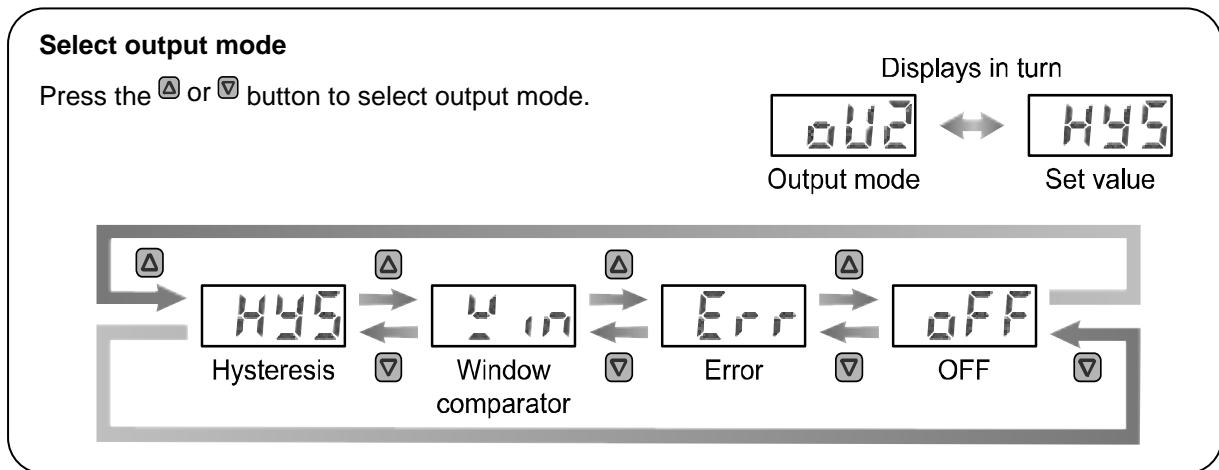 Select output mode
Press the △ or ▽ button to select output mode.
Displays in turn
oU2 HYS
Output mode Set value
△ △ △ △
HYS Win Err oFF
Hysteresis ▽ Window comparator ▽ Error ▽ OFF ▽